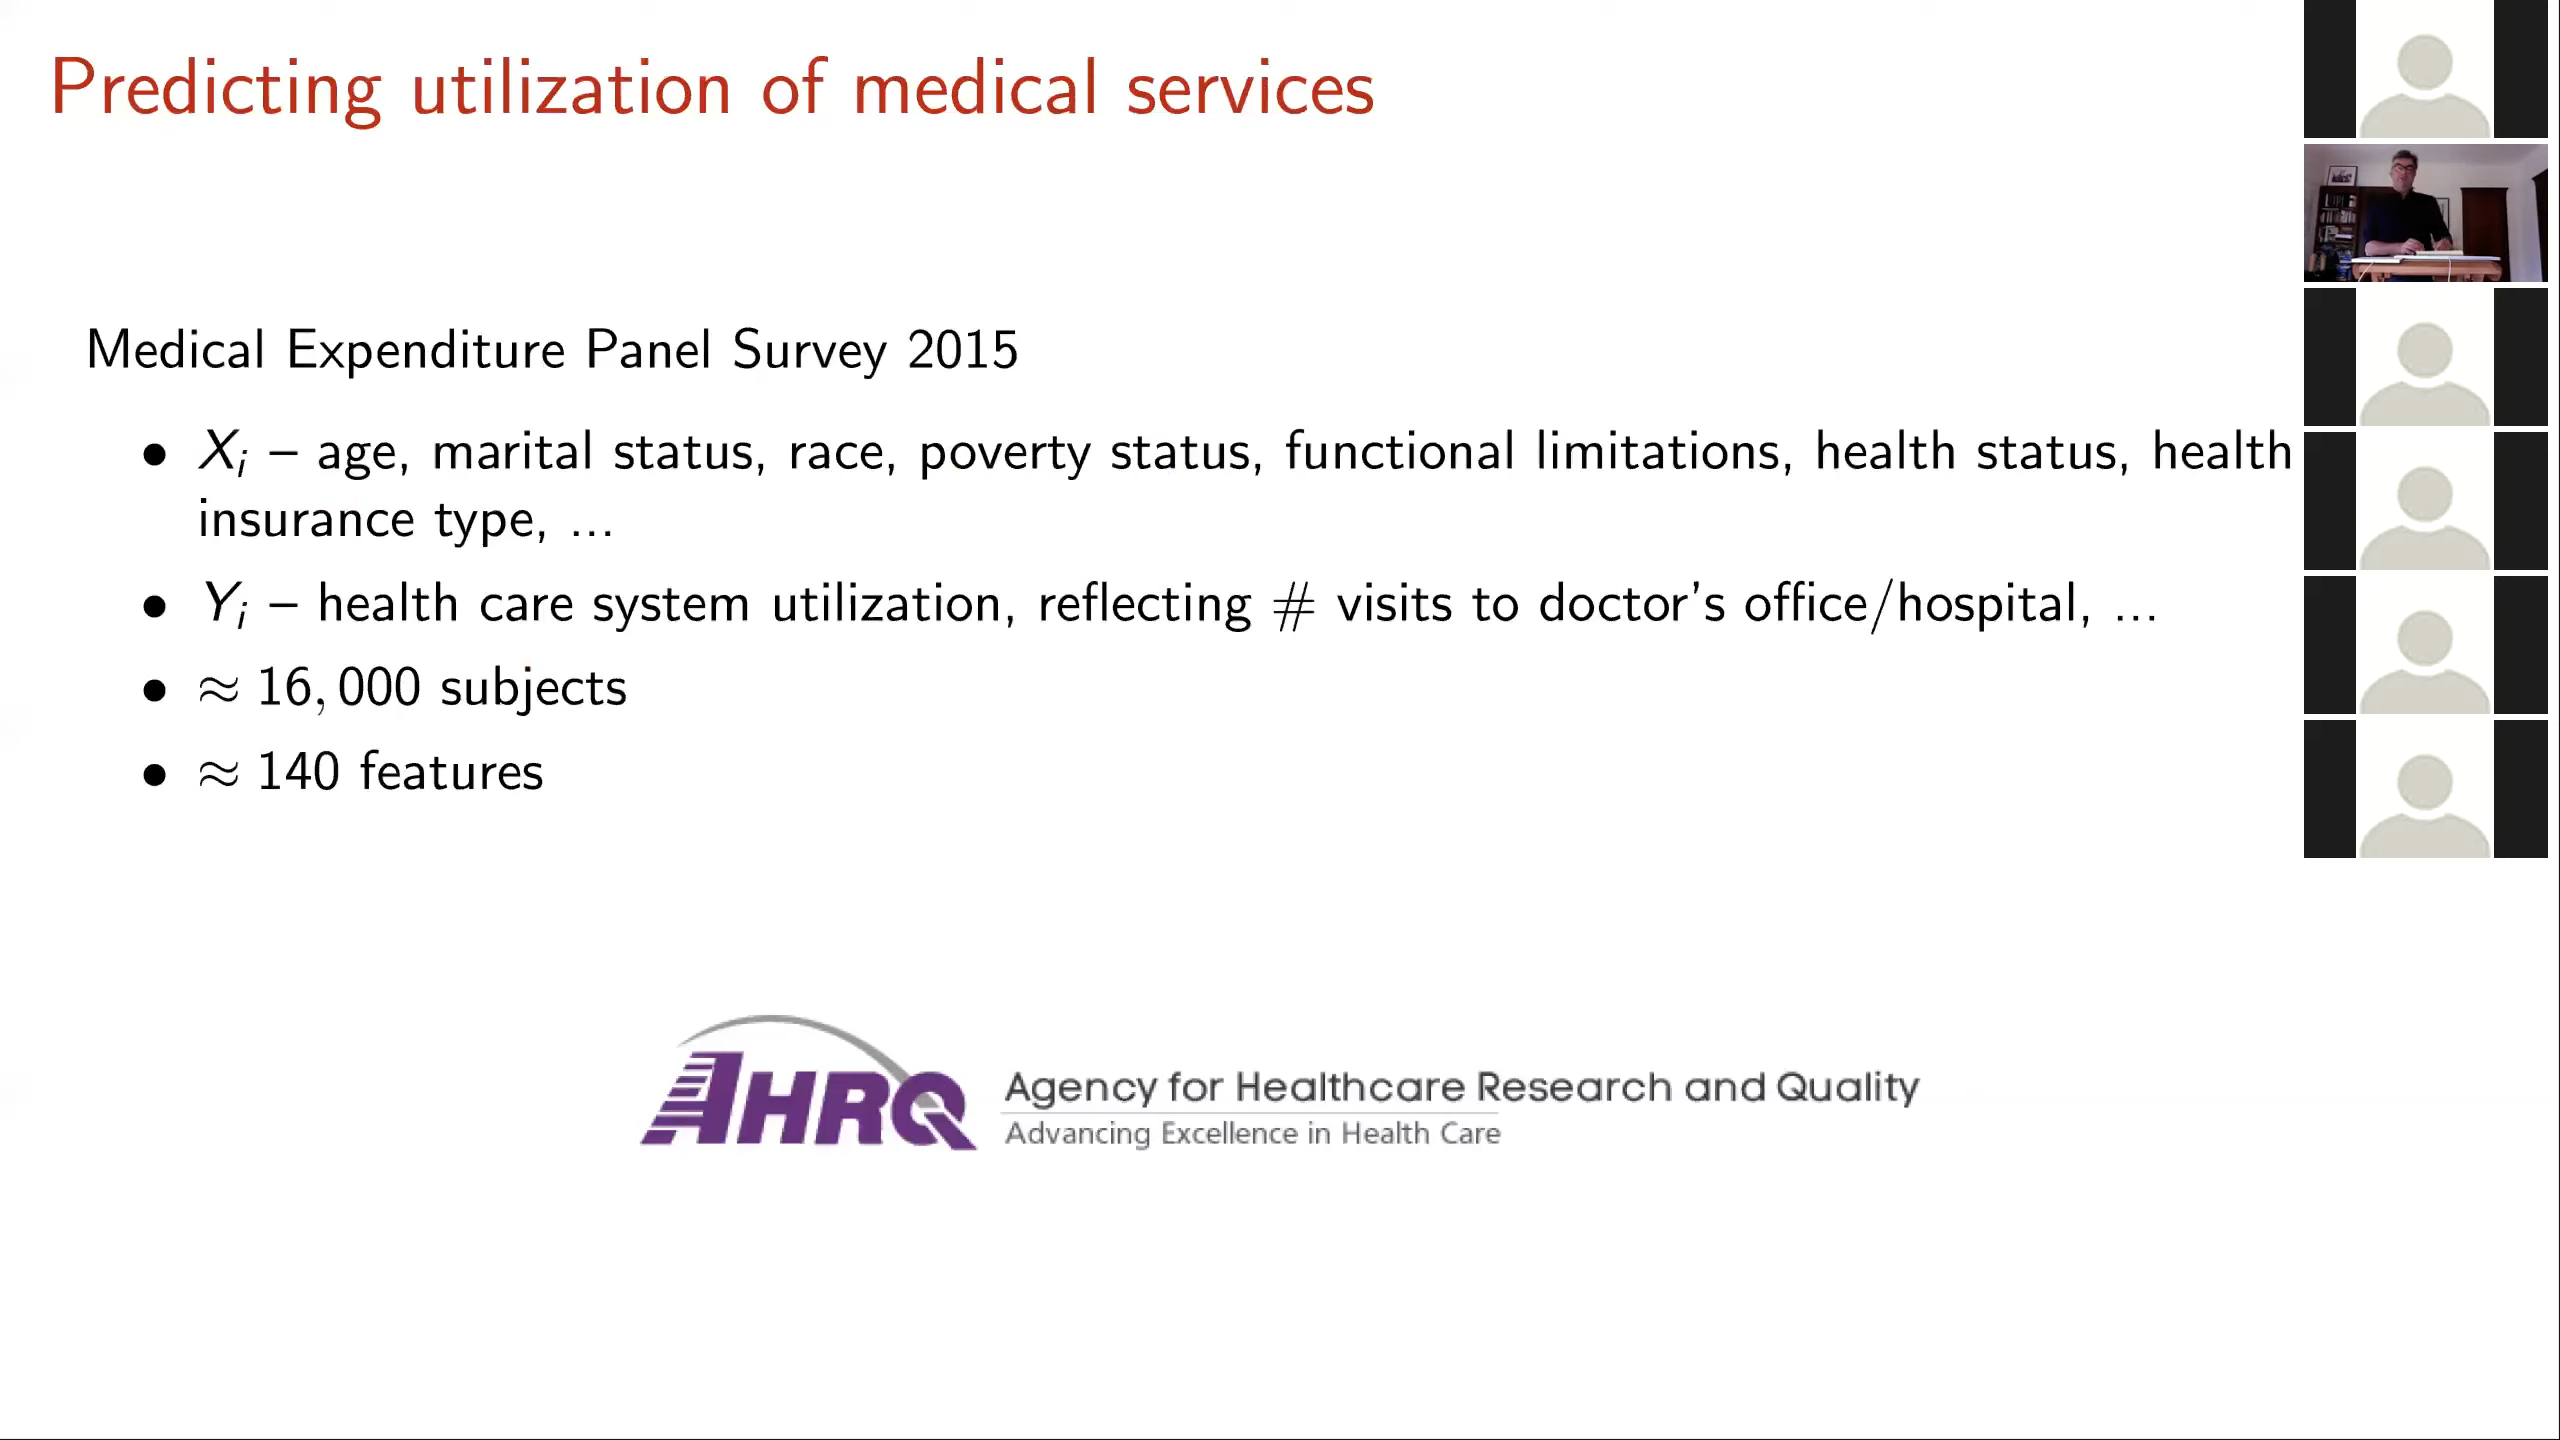 Predicting utilization of medical services
Medical Expenditure Panel Survey 2015
• Xᵢ – age, marital status, race, poverty status, functional limitations, health status, health
insurance type, ...
• Yᵢ – health care system utilization, reflecting # visits to doctor's office/hospital, ...
• ≈ 16,000 subjects
• ≈ 140 features
AHRQ
Agency for Healthcare Research and Quality
Advancing Excellence in Health Care